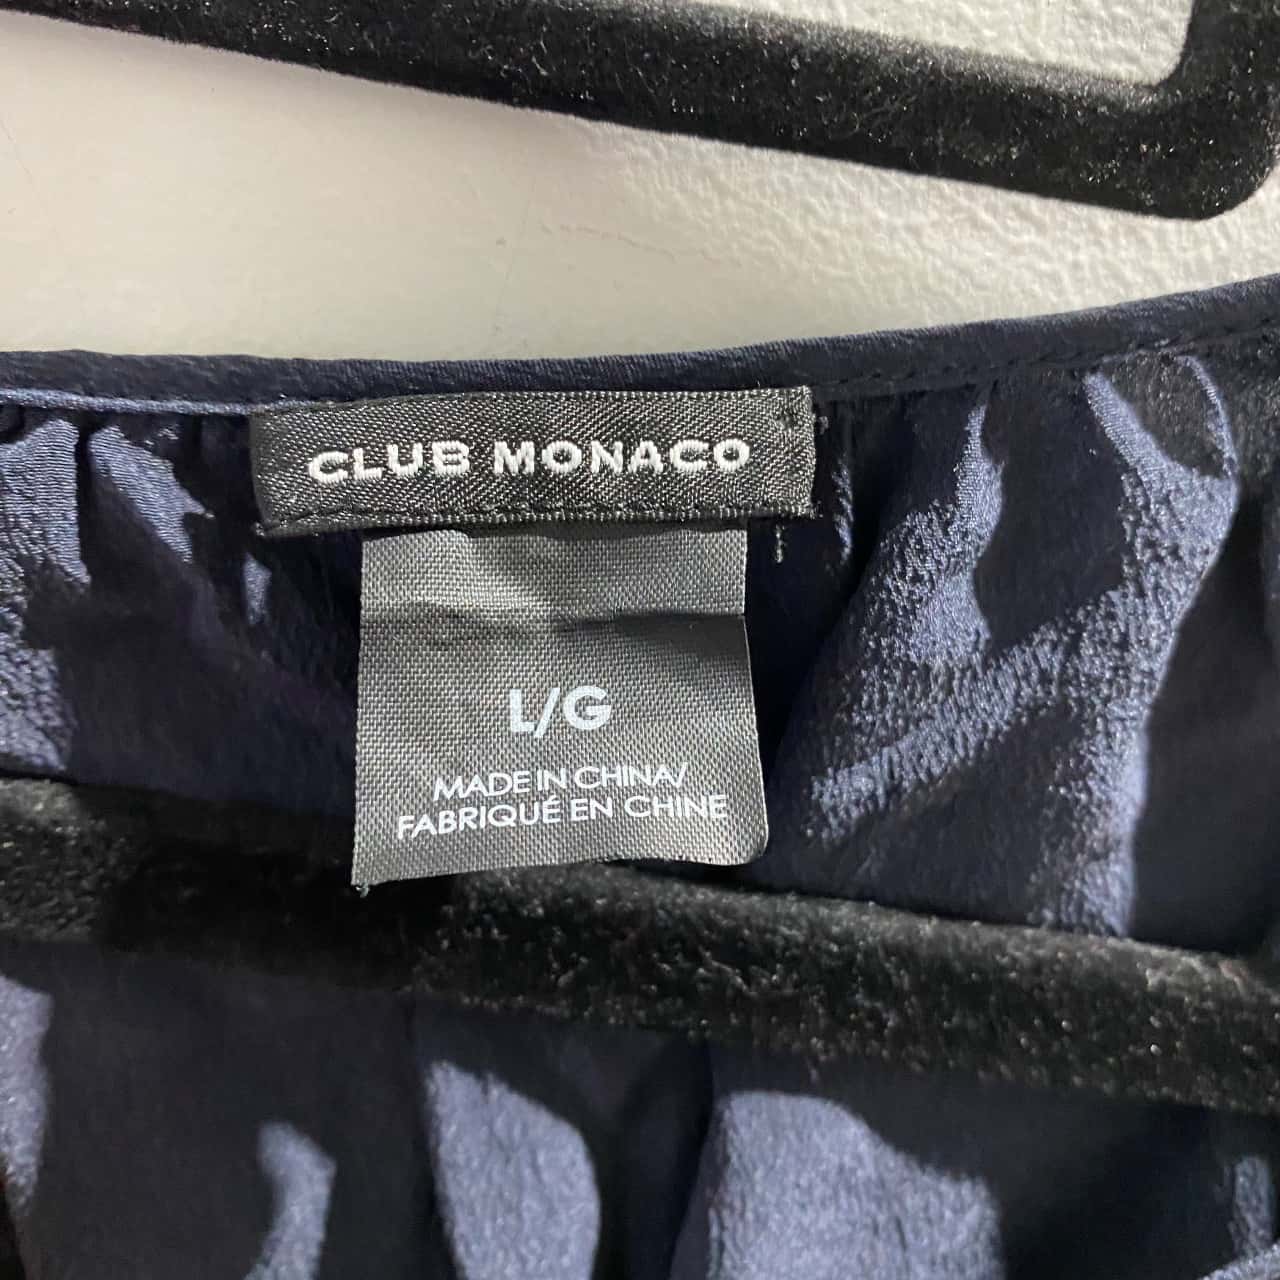 CLUB MONACO
L/G
MADE IN CHINA/
FABRIQUÉ EN CHINE